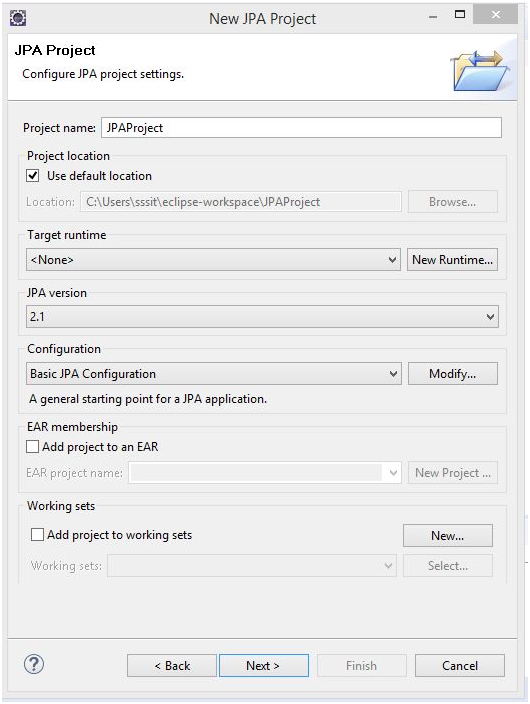 New JPA Project
JPA Project
Configure JPA project settings.
Project name: JPAProject
Project location
Use default location
Location: C:\Users\sssit\eclipse-workspace\JPAProject Browse...
Target runtime
<None> New Runtime...
JPA version
2.1
Configuration
Basic JPA Configuration Modify...
A general starting point for a JPA application.
EAR membership
Add project to an EAR
EAR project name: New Project ...
Working sets
Add project to working sets New...
Working sets: Select...
? < Back Next > Finish Cancel